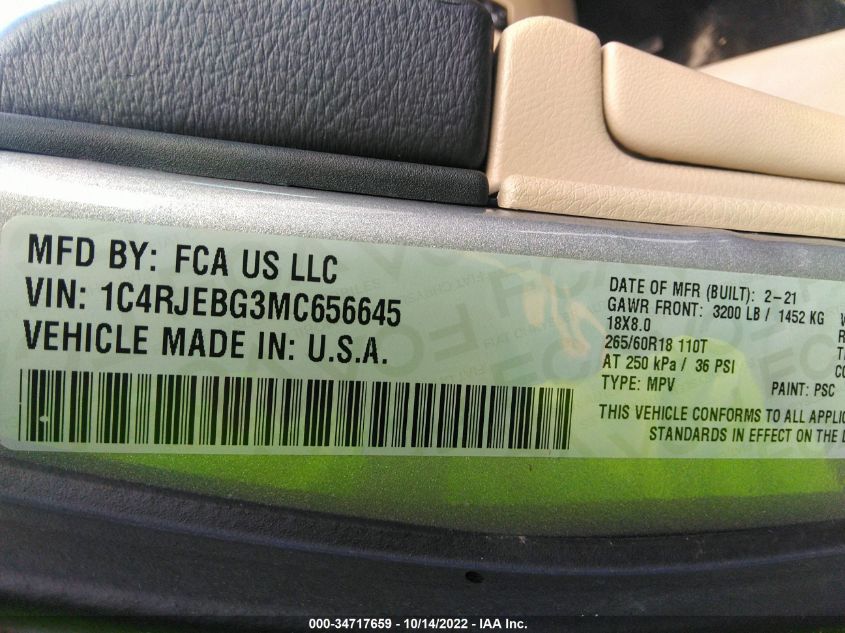 MFD BY: FCA US LLC
VIN: 1C4RJEBG3MC656645
VEHICLE MADE IN: U.S.A.
DATE OF MFR (BUILT): 2-21
GAWR FRONT: 3200 LB / 1452 KG
18X8.0
265/60R18 110T
AT 250 kPa / 36 PSI
TYPE: MPV
PAINT: PSC
THIS VEHICLE CONFORMS TO ALL
STANDARDS IN EFFECT ON THE
000-34717659 - 10/14/2022 - IAA Inc.